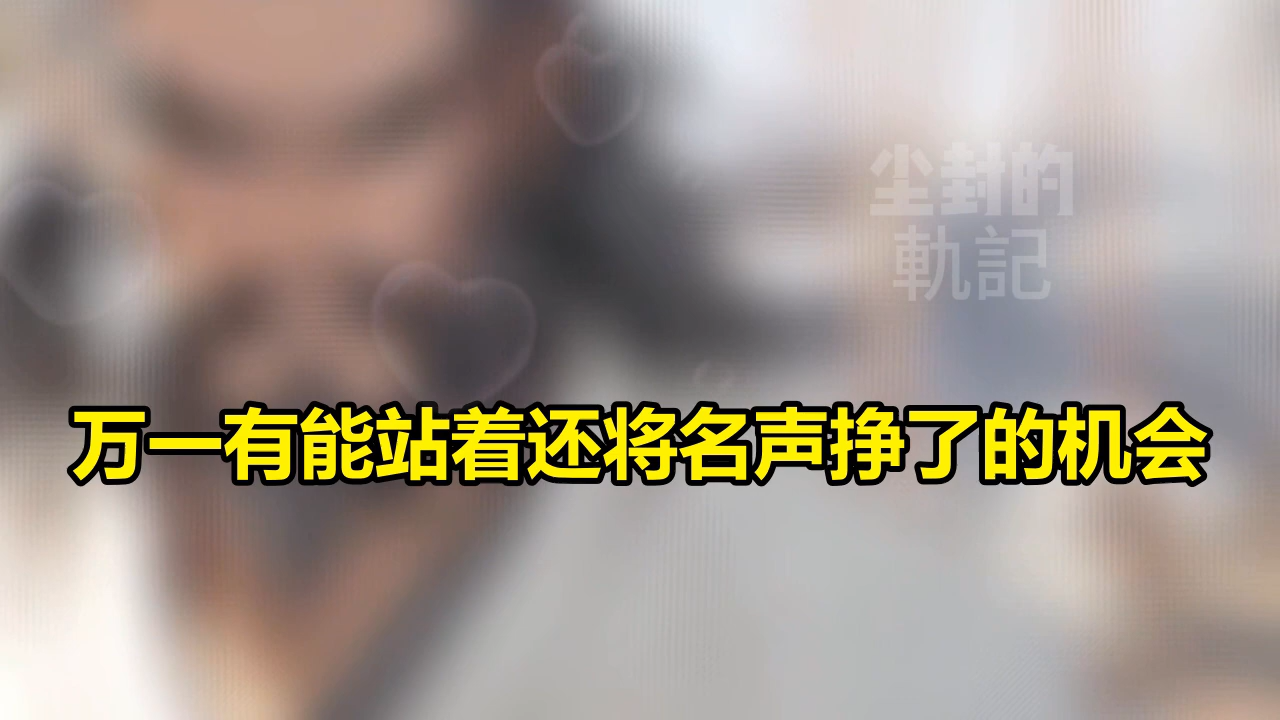 尘封的
軌記
万一有能站着还将名声挣了的机会